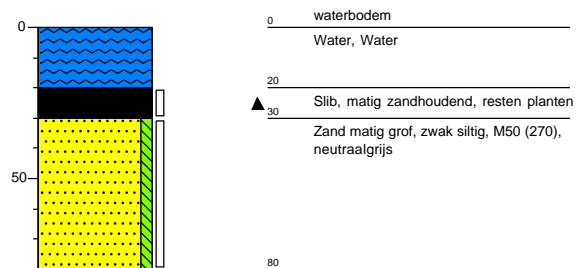 0
50
0
waterbodem
Water, Water
20
Slib, matig zandhoudend, resten planten
30
Zand matig grof, zwak siltig, M50 (270),
neutraalgrijs
80